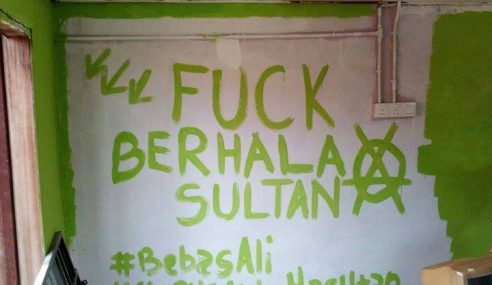 FUCK
BERHALA
SULTAN
#BebasAli